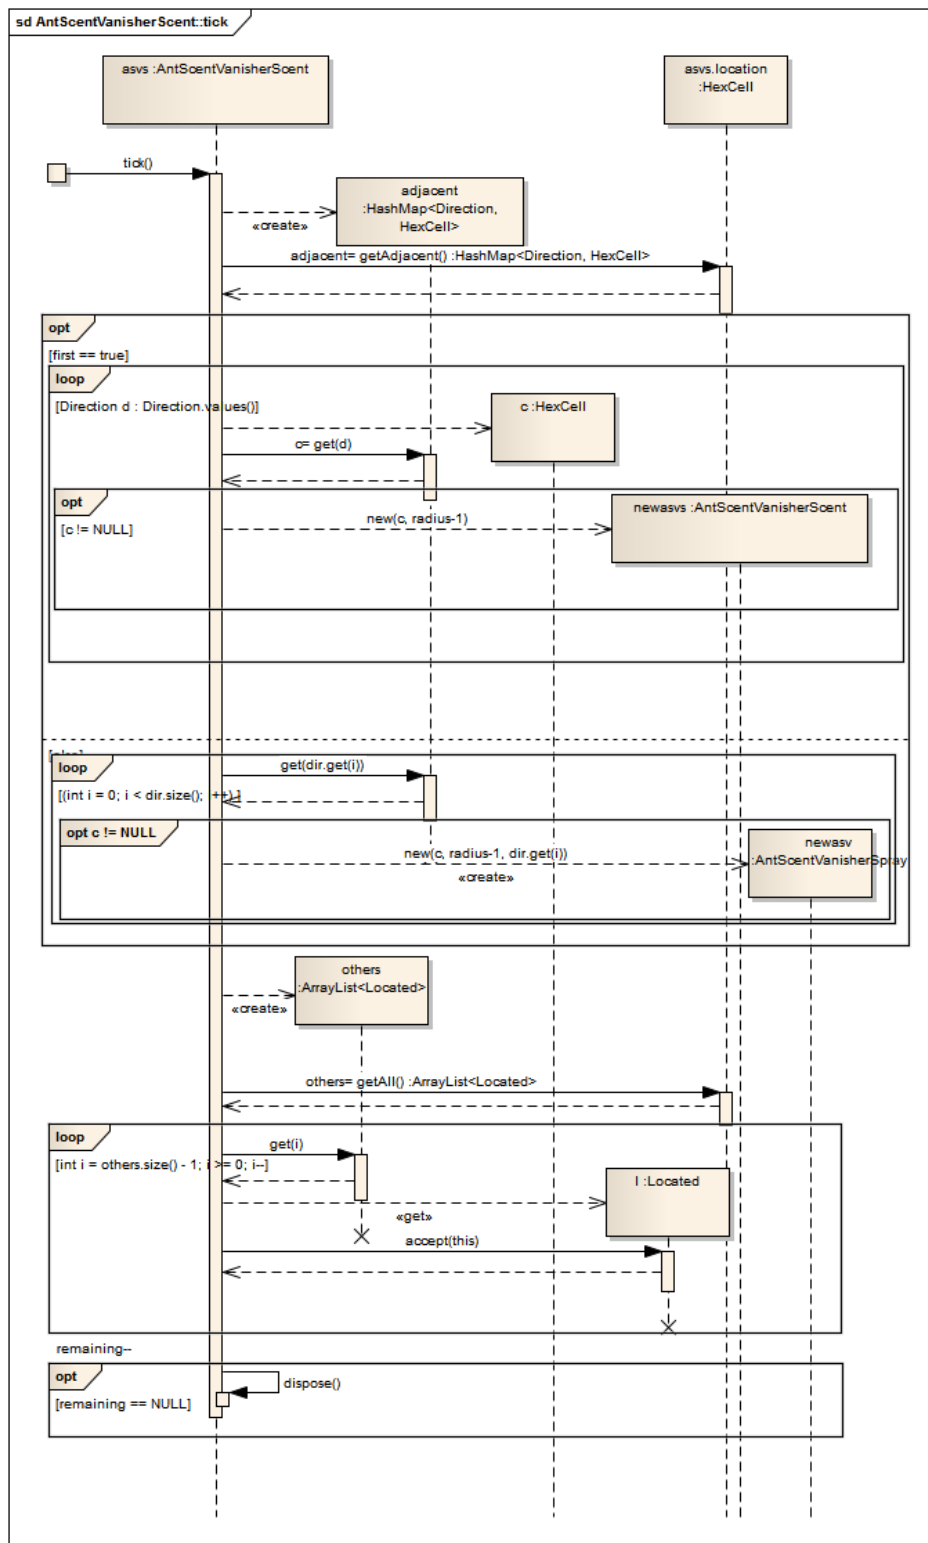 sd AntScentVanisherScent::tick
asvs :AntScentVanisherScent
asvs.location
:HexCell
tick()
adjacent
:HashMap<Direction,
HexCell>
«create»
adjacent= getAdjacent() :HashMap<Direction, HexCell>
opt
[first == true]
loop
[Direction d : Direction.values()]
c :HexCell
c= get(d)
opt
[c != NULL]
new(c, radius-1)
newasvs :AntScentVanisherScent
loop
get(dir.get(i))
[(int i = 0; i < dir.size(); i++) ]
opt c != NULL
newasv
:AntScentVanisherSpray
new(c, radius-1, dir.get(i))
«create»
others
:ArrayList<Located>
«create»
others= getAll() :ArrayList<Located>
loop
get(i)
[int i = others.size() - 1; i >= 0; i--]
l :Located
«get»
accept(this)
remaining--
opt
dispose()
[remaining == NULL]